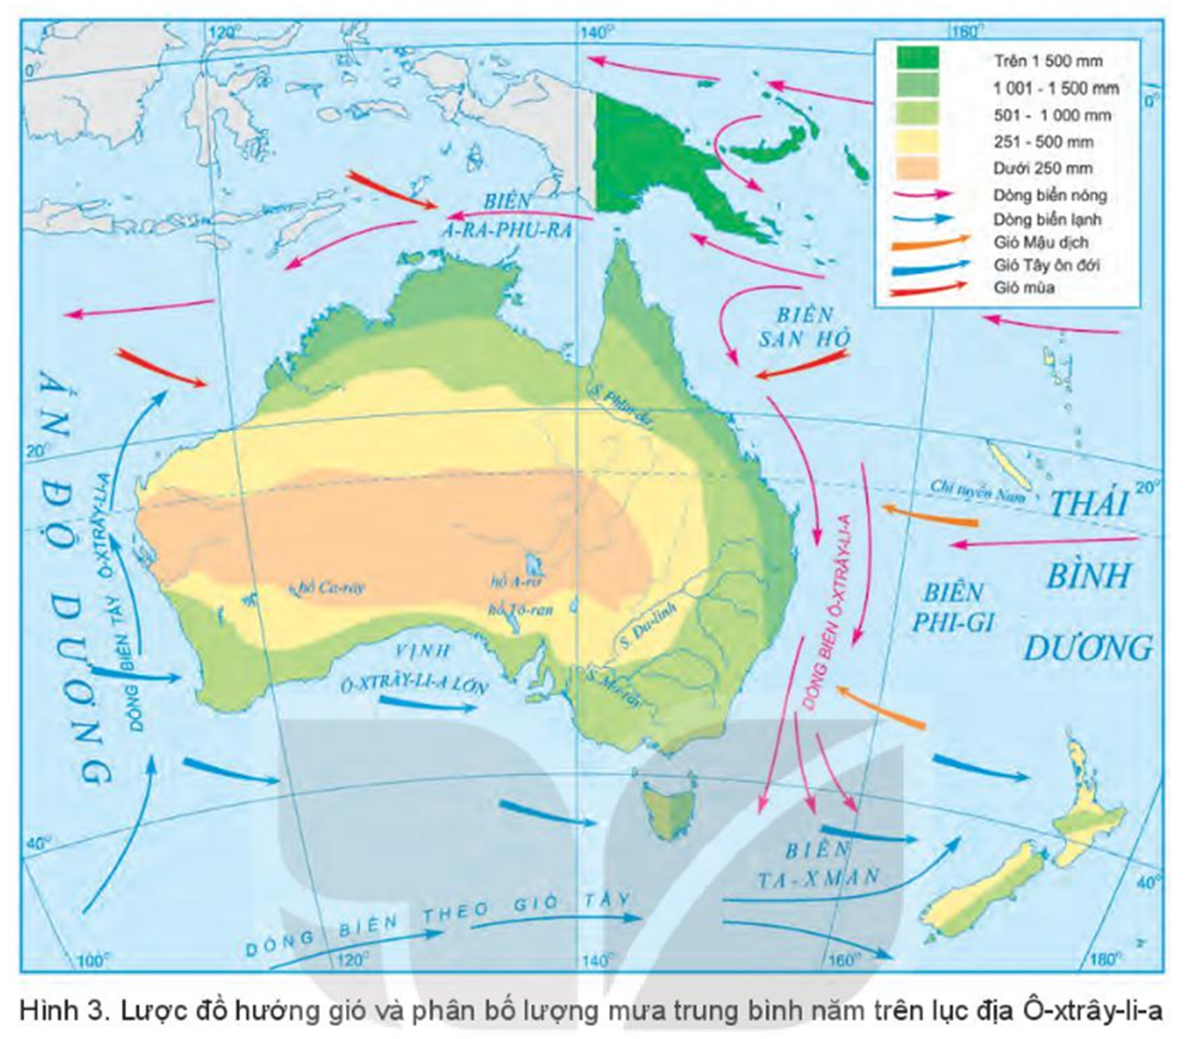 120°
140°
160°
0°
0°
Trên 1 500 mm
1 001 - 1 500 mm
501 - 1 000 mm
251 - 500 mm
Dưới 250 mm
Dòng biển nóng
Dòng biển lạnh
Gió Mậu dịch
Gió Tây ôn đới
Gió mùa
BIỂN
A-RA-PHU-RA
BIỂN
SAN HÔ
ẤN ĐỘ DƯƠNG
20°
DÒNG BIỂN TÂY Ô-XTRÂY-LI-A
Chí tuyến Nam
20°
THÁI
BÌNH
DƯƠNG
BIỂN
PHI-GI
DÒNG BIỂN Ô-XTRÂY-LI-A
hồ Ca-rây
hồ A-rơ
hồ Tô-ran
S. Đa-linh
S. Mơ-rây
VỊNH
Ô-XTRÂY-LI-A LỚN
40°
BIỂN
TA-XMAN
40°
DÒNG BIỂN THEO GIÓ TÂY
100°
120°
140°
160°
180°
Hình 3. Lược đồ hướng gió và phân bố lượng mưa trung bình năm trên lục địa Ô-xtrây-li-a